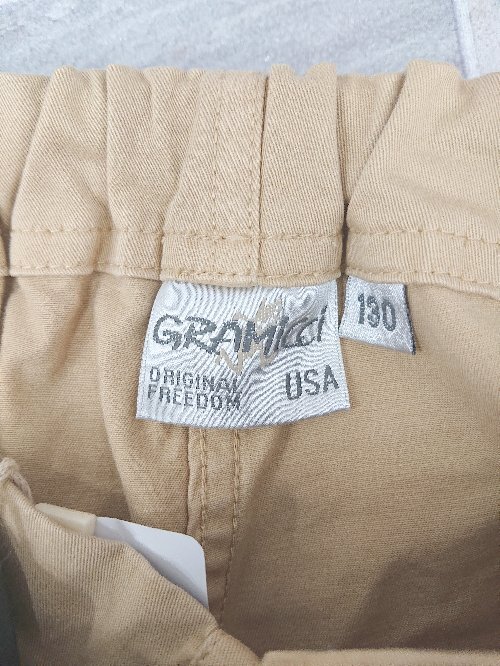 GRAMICCI
ORIGINAL
FREEDOM
USA
130